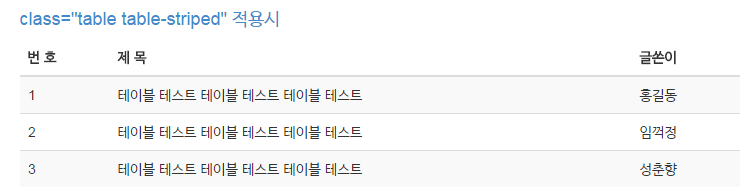 class="table table-striped" 적용시
번 호 제 목 글쓴이
1 테이블 테스트 테이블 테스트 테이블 테스트 홍길동
2 테이블 테스트 테이블 테스트 테이블 테스트 임꺽정
3 테이블 테스트 테이블 테스트 테이블 테스트 성춘향